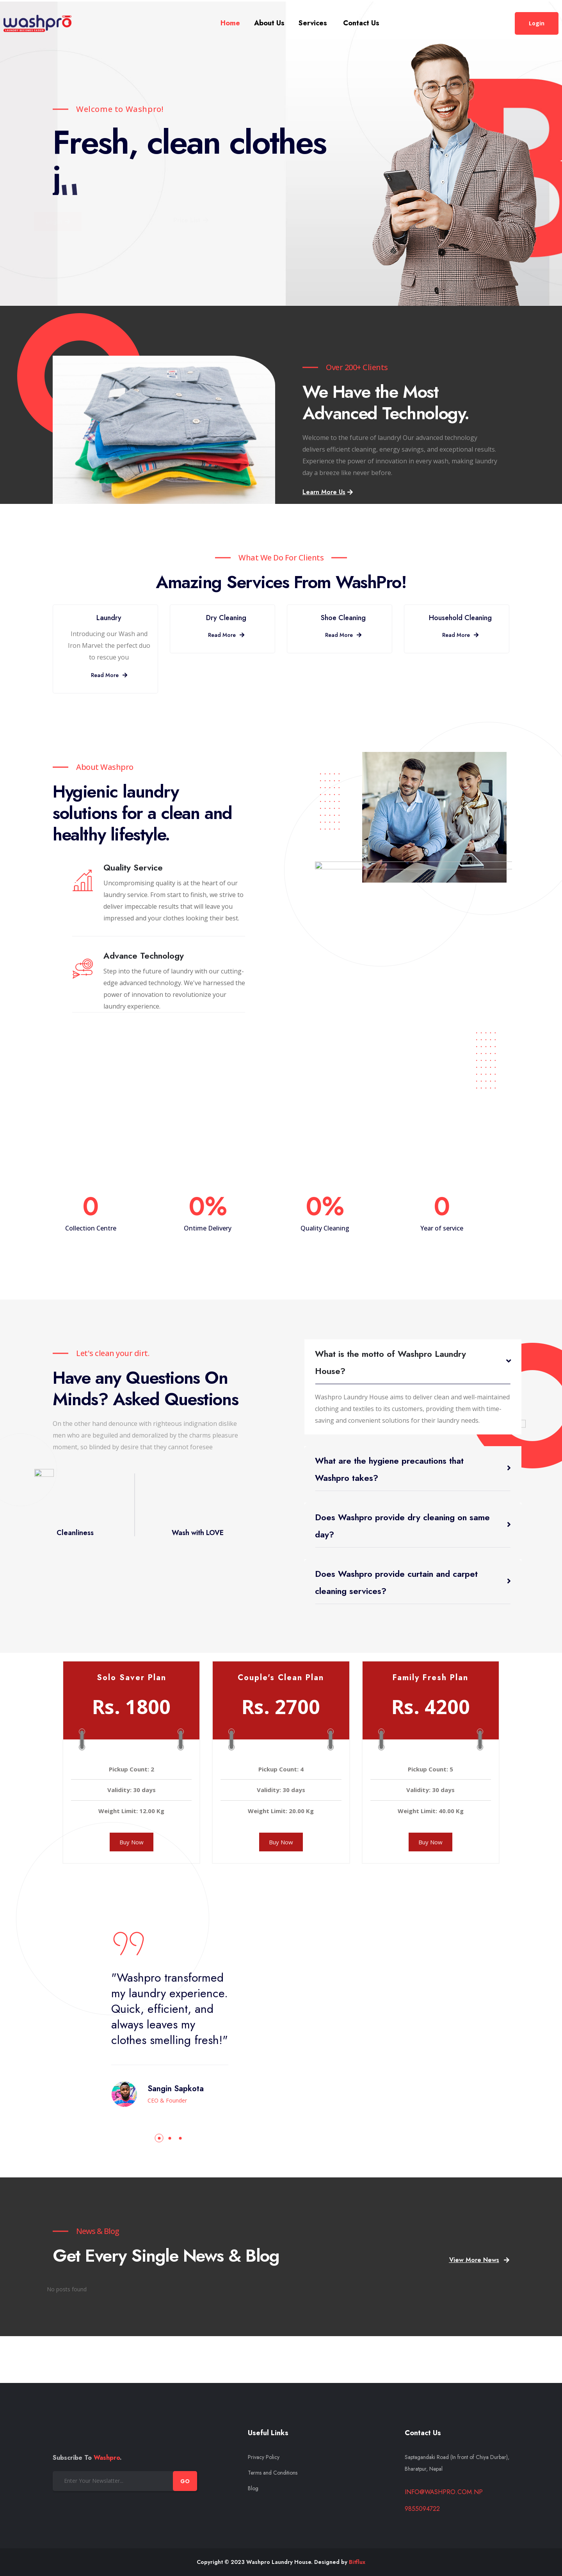 washpro
Home
About Us
Services
Contact Us
Login
Welcome to Washpro!
Fresh, clean clothes
Over 200+ Clients
We Have the Most
Advanced Technology.
Welcome to the future of laundry! Our advanced technology
delivers efficient cleaning, energy savings, and exceptional results.
Experience the power of innovation in every wash, making laundry
day a breeze like never before.
Learn More Us
What We Do For Clients
Amazing Services From WashPro!
Laundry
Introducing our Wash and
Iron Marvel: the perfect duo
to rescue you
Read More
Dry Cleaning
Read More
Shoe Cleaning
Read More
Household Cleaning
Read More
About Washpro
Hygienic laundry
solutions for a clean and
healthy lifestyle.
Quality Service
Uncompromising quality is at the heart of our
laundry service. From start to finish, we strive to
deliver impeccable results that will leave you
impressed and your clothes looking their best.
Advance Technology
Step into the future of laundry with our cutting-
edge advanced technology. We've harnessed the
power of innovation to revolutionize your
laundry experience.
0
Collection Centre
0%
Ontime Delivery
0%
Quality Cleaning
0
Year of service
Let's clean your dirt.
Have any Questions On
Minds? Asked Questions
On the other hand denounce with righteous indignation dislike
men who are beguiled and demoralized by the charms pleasure
moment, so blinded by desire that they cannot foresee
Cleanliness
Wash with LOVE
What is the motto of Washpro Laundry
House?
Washpro Laundry House aims to deliver clean and well-maintained
clothing and textiles to its customers, providing them with time-
saving and convenient solutions for their laundry needs.
What are the hygiene precautions that
Washpro takes?
Does Washpro provide dry cleaning on same
day?
Does Washpro provide curtain and carpet
cleaning services?
Solo Saver Plan
Rs. 1800
Pickup Count: 2
Validity: 30 days
Weight Limit: 12.00 Kg
Buy Now
Couple's Clean Plan
Rs. 2700
Pickup Count: 4
Validity: 30 days
Weight Limit: 20.00 Kg
Buy Now
Family Fresh Plan
Rs. 4200
Pickup Count: 5
Validity: 30 days
Weight Limit: 40.00 Kg
Buy Now
"Washpro transformed
my laundry experience.
Quick, efficient, and
always leaves my
clothes smelling fresh!"
Sangin Sapkota
CEO & Founder
News & Blog
Get Every Single News & Blog
View More News
No posts found
Subscribe To Washpro.
Enter Your Newslatter...
GO
Useful Links
Privacy Policy
Terms and Conditions
Blog
Contact Us
Saptagandaki Road (In front of Chiya Durbar),
Bharatpur, Nepal
INFO@WASHPRO.COM.NP
9855094722
Copyright © 2023 Washpro Laundry House. Designed by Bitflux